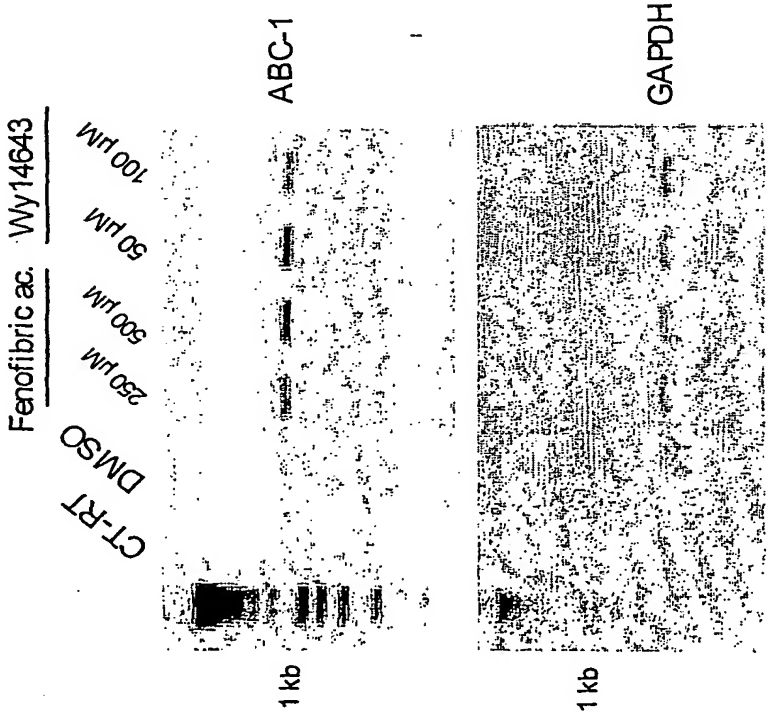 Fenofibric ac. Wy14643
CT-RT DMSO 250 µM 500 µM 50 µM 100 µM
ABC-1
1 kb
GAPDH
1 kb